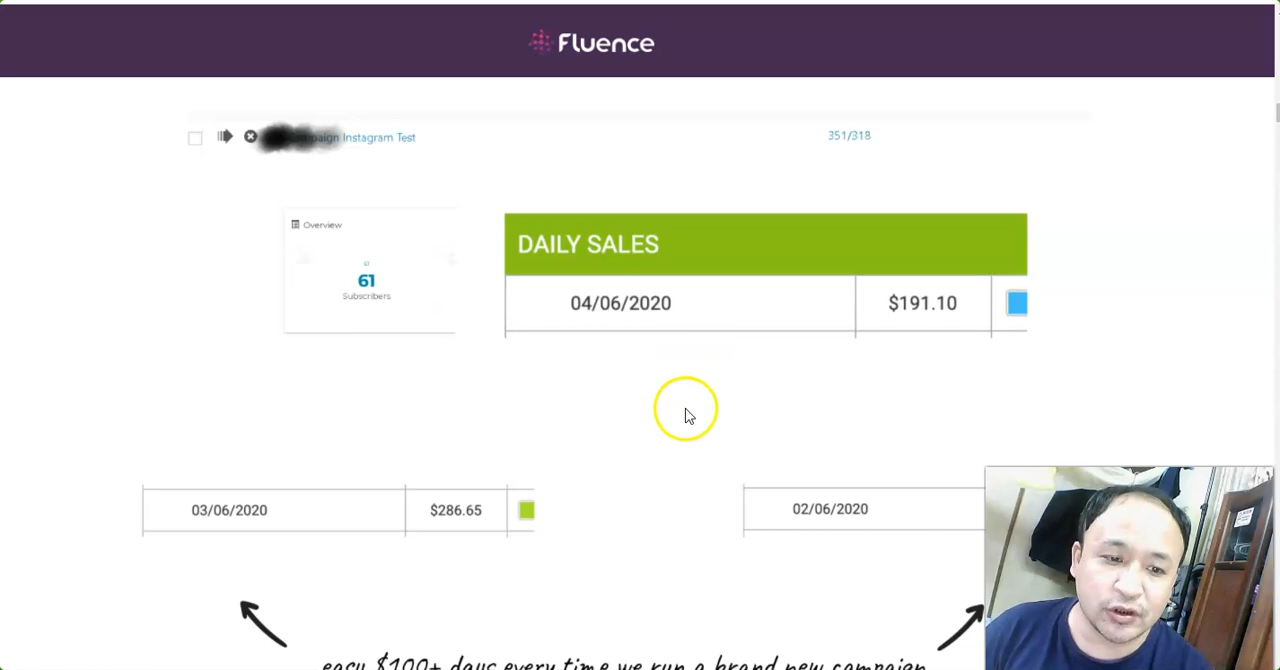 Fluence
Instagram Test
351/318
Overview
61
Subscribers
DAILY SALES
04/06/2020 $191.10
03/06/2020 $286.65
02/06/2020
easy $100+ days every time we run a brand new campaign